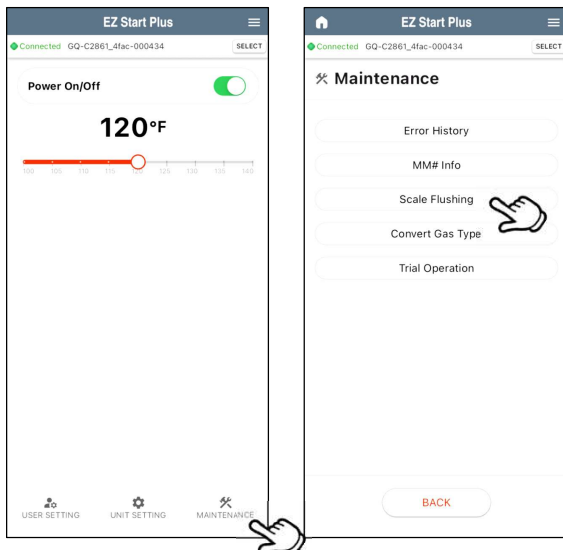 EZ Start Plus
Connected GQ-C2861_4fac-000434 SELECT
Power On/Off
120°F
100 105 110 115 120 125 130 135 140
USER SETTING UNIT SETTING MAINTENANCE
EZ Start Plus
Connected GQ-C2861_4fac-000434 SELECT
Maintenance
Error History
MM# Info
Scale Flushing
Convert Gas Type
Trial Operation
BACK